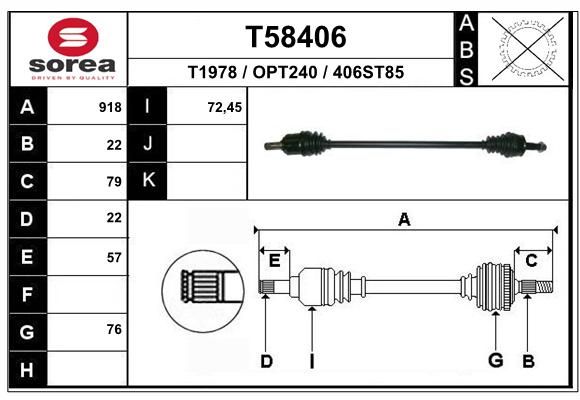 sorea
DRIVEN BY QUALITY
T58406
T1978 / OPT240 / 406ST85
A B S
A 918
B 22
C 79
D 22
E 57
F
G 76
H
I 72,45
J
K
A
E
C
D
I
G
B